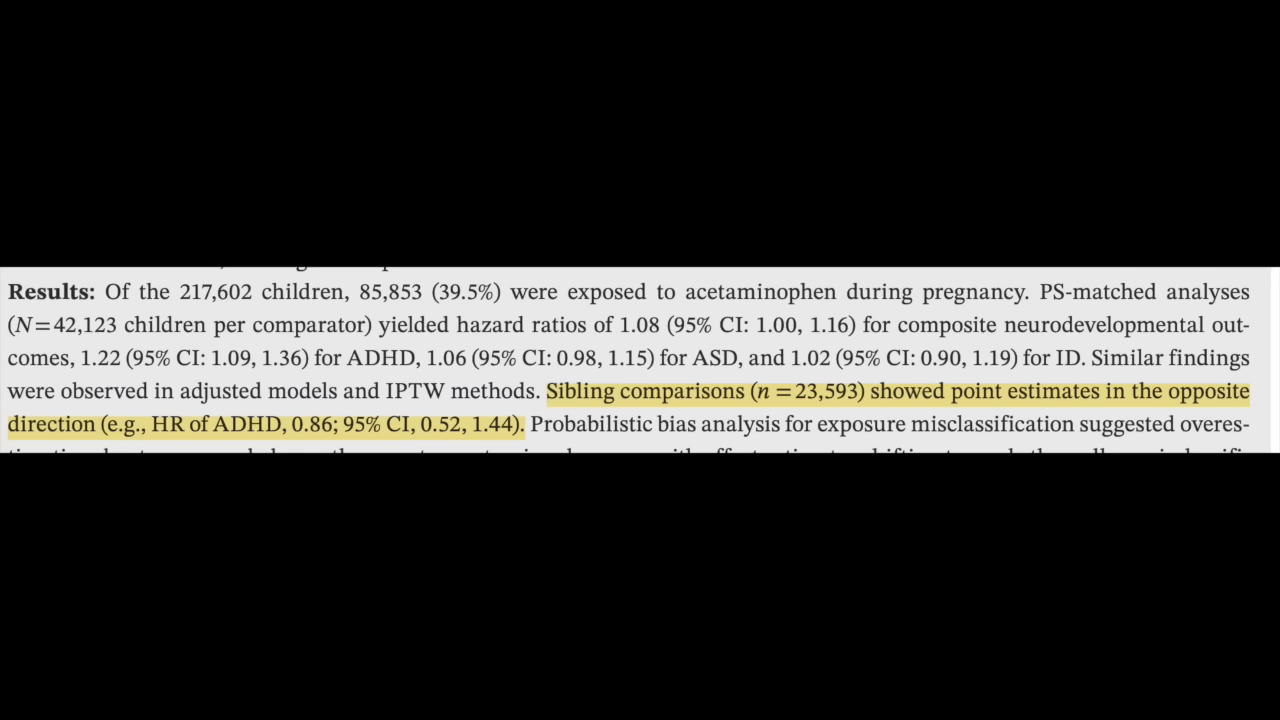 Results: Of the 217,602 children, 85,853 (39.5%) were exposed to acetaminophen during pregnancy. PS-matched analyses
(N=42,123 children per comparator) yielded hazard ratios of 1.08 (95% CI: 1.00, 1.16) for composite neurodevelopmental out-
comes, 1.22 (95% CI: 1.09, 1.36) for ADHD, 1.06 (95% CI: 0.98, 1.15) for ASD, and 1.02 (95% CI: 0.90, 1.19) for ID. Similar findings
were observed in adjusted models and IPTW methods. Sibling comparisons (n = 23,593) showed point estimates in the opposite
direction (e.g., HR of ADHD, 0.86; 95% CI, 0.52, 1.44). Probabilistic bias analysis for exposure misclassification suggested overes-